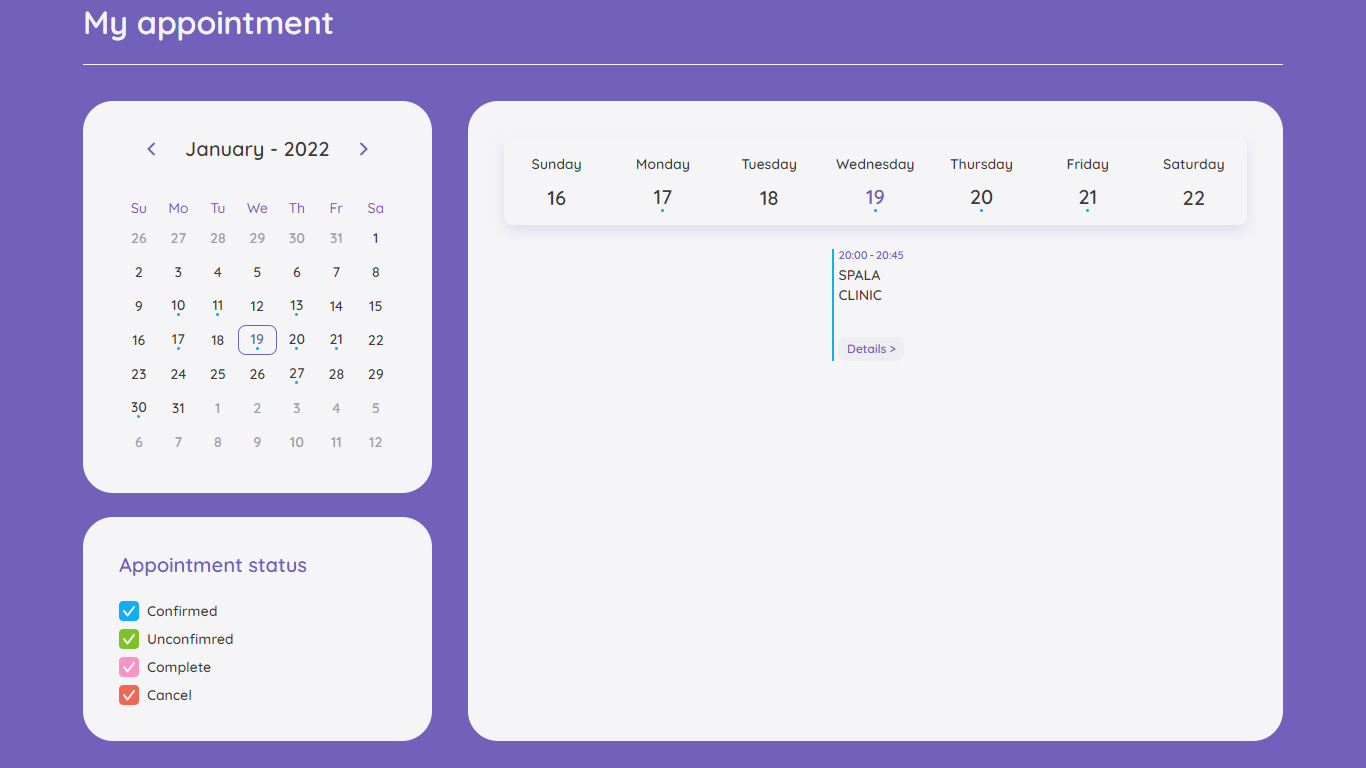 My appointment
January - 2022
Su Mo Tu We Th Fr Sa
26 27 28 29 30 31 1
2 3 4 5 6 7 8
9 10 11 12 13 14 15
16 17 18 19 20 21 22
23 24 25 26 27 28 29
30 31 1 2 3 4 5
6 7 8 9 10 11 12
Appointment status
Confirmed
Unconfimred
Complete
Cancel
Sunday Monday Tuesday Wednesday Thursday Friday Saturday
16 17 18 19 20 21 22
20:00 - 20:45
SPALA
CLINIC
Details >